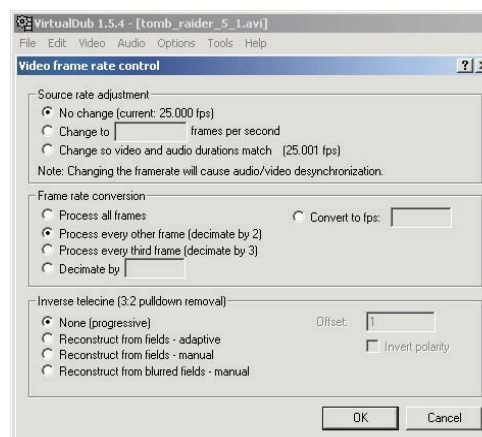 VirtualDub 1.5.4 - [tomb_raider_5_1.avi]
File Edit Video Audio Options Tools Help
Video frame rate control
Source rate adjustment
No change (current: 25.000 fps)
Change to frames per second
Change so video and audio durations match (25.001 fps)
Note: Changing the framerate will cause audio/video desynchronization.
Frame rate conversion
Process all frames Convert to fps:
Process every other frame (decimate by 2)
Process every third frame (decimate by 3)
Decimate by
Inverse telecine (3:2 pulldown removal)
None (progressive) Offset: 1
Reconstruct from fields - adaptive Invert polarity
Reconstruct from fields - manual
Reconstruct from blurred fields - manual
OK Cancel